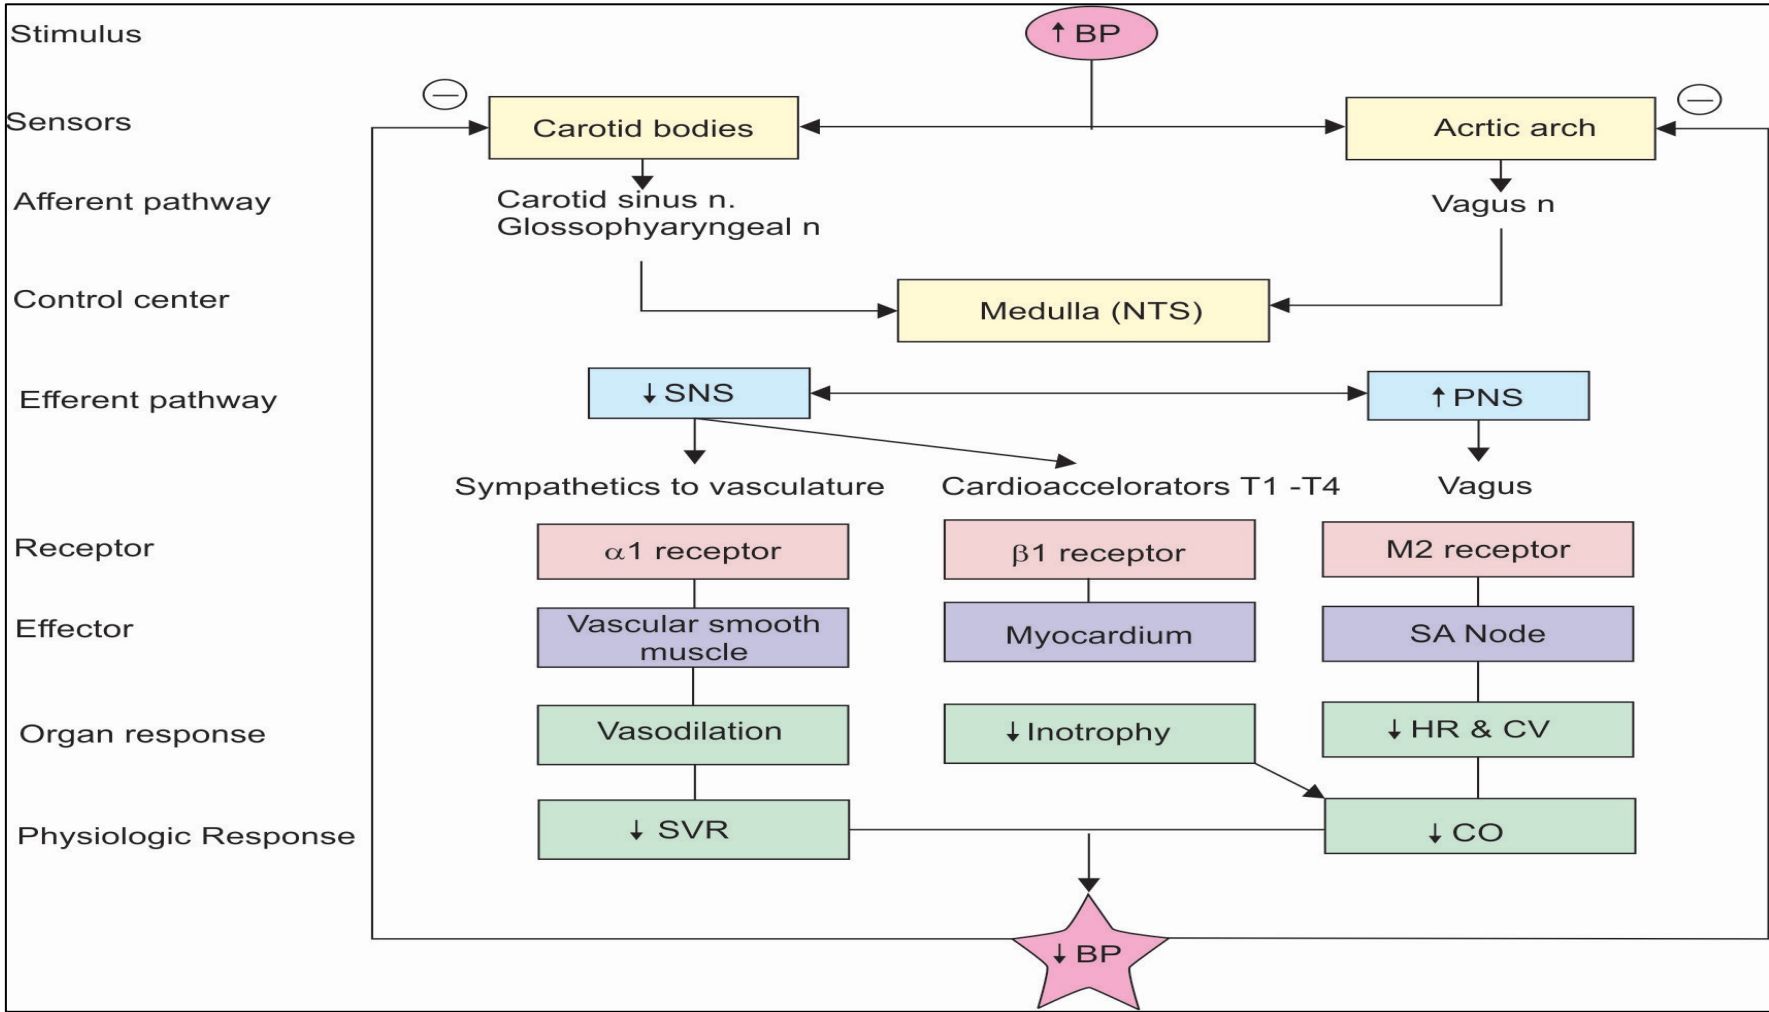 Stimulus
↑ BP
Sensors
Carotid bodies
Acrtic arch
Afferent pathway
Carotid sinus n.
Glossophyaryngeal n
Vagus n
Control center
Medulla (NTS)
Efferent pathway
↓ SNS
↑ PNS
Sympathetics to vasculature
Cardioaccelorators T1 -T4
Vagus
Receptor
α1 receptor
β1 receptor
M2 receptor
Effector
Vascular smooth
muscle
Myocardium
SA Node
Organ response
Vasodilation
↓ Inotrophy
↓ HR & CV
Physiologic Response
↓ SVR
↓ CO
↓ BP